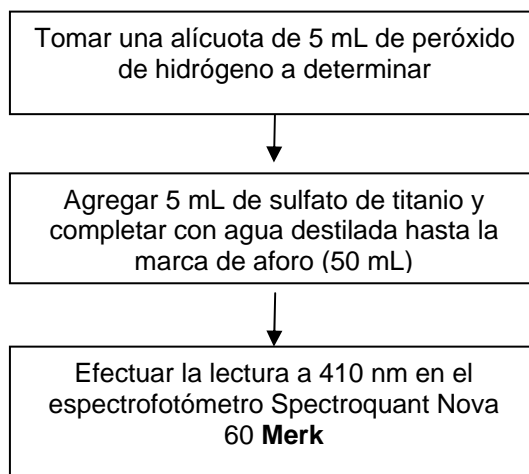 Tomar una alícuota de 5 mL de peróxido
de hidrógeno a determinar
Agregar 5 mL de sulfato de titanio y
completar con agua destilada hasta la
marca de aforo (50 mL)
Efectuar la lectura a 410 nm en el
espectrofotómetro Spectroquant Nova
60 Merk